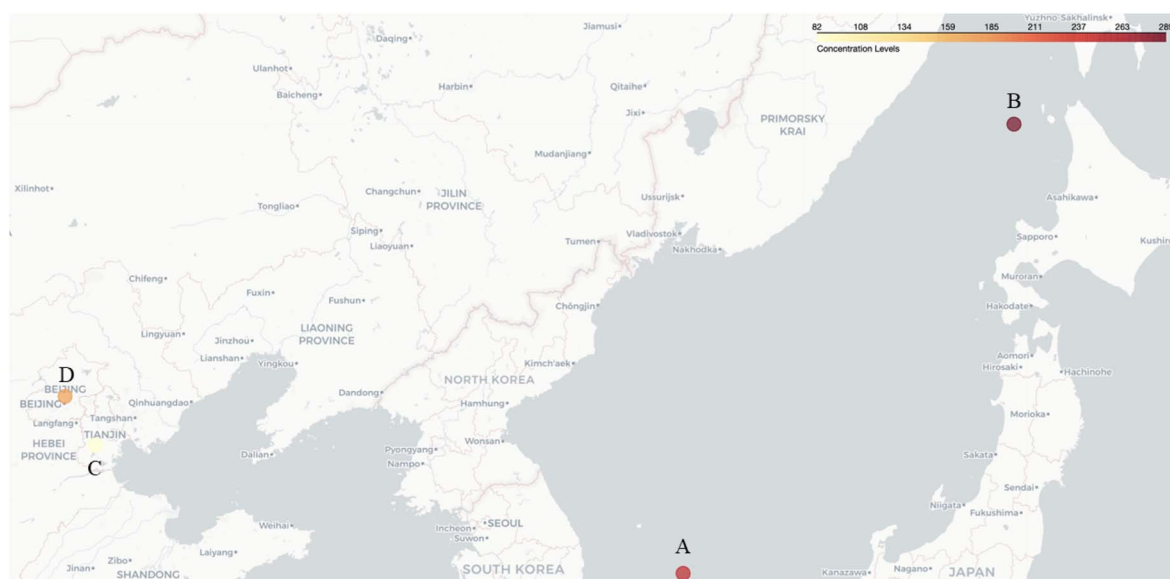 Yuzhno-Sakhalinsk
82 108 134 159 185 211 237 263 289
Concentration Levels
Jiamusi
Daqing
Ulanhot
Harbin
Qitaihe
Baicheng
B
Jixi
PRIMORSKY
KRAI
Mudanjiang
Xilinhot
Changchun
JILIN
PROVINCE
Ussurijsk
Asahikawa
Tongliao
Siping
Vladivostok
Sapporo
Kushiro
Liaoyuan
Tumen
Nakhodka
Chifeng
Muroran
Fuxin
Fushun
Chŏngjin
Hakodate
LIAONING
PROVINCE
Lingyuan
Jinzhou
Lianshan
Yingkou
Kimch'aek
Aomori
Hirosaki
Hachinohe
D
NORTH KOREA
BEIJING
BEIJING
Qinhuangdao
Dandong
Hamhung
Tangshan
Langfang
Morioka
TIANJIN
HEBEI
PROVINCE
Wonsan
Dalian
Pyongyang
Nampo
Sakata
C
Sendai
Niigata
Fukushima
Weihai
Incheon
SEOUL
Suwon
A
Laiyang
Zibo
Jinan
SHANDONG
SOUTH KOREA
Kanazawa
Nagano
JAPAN